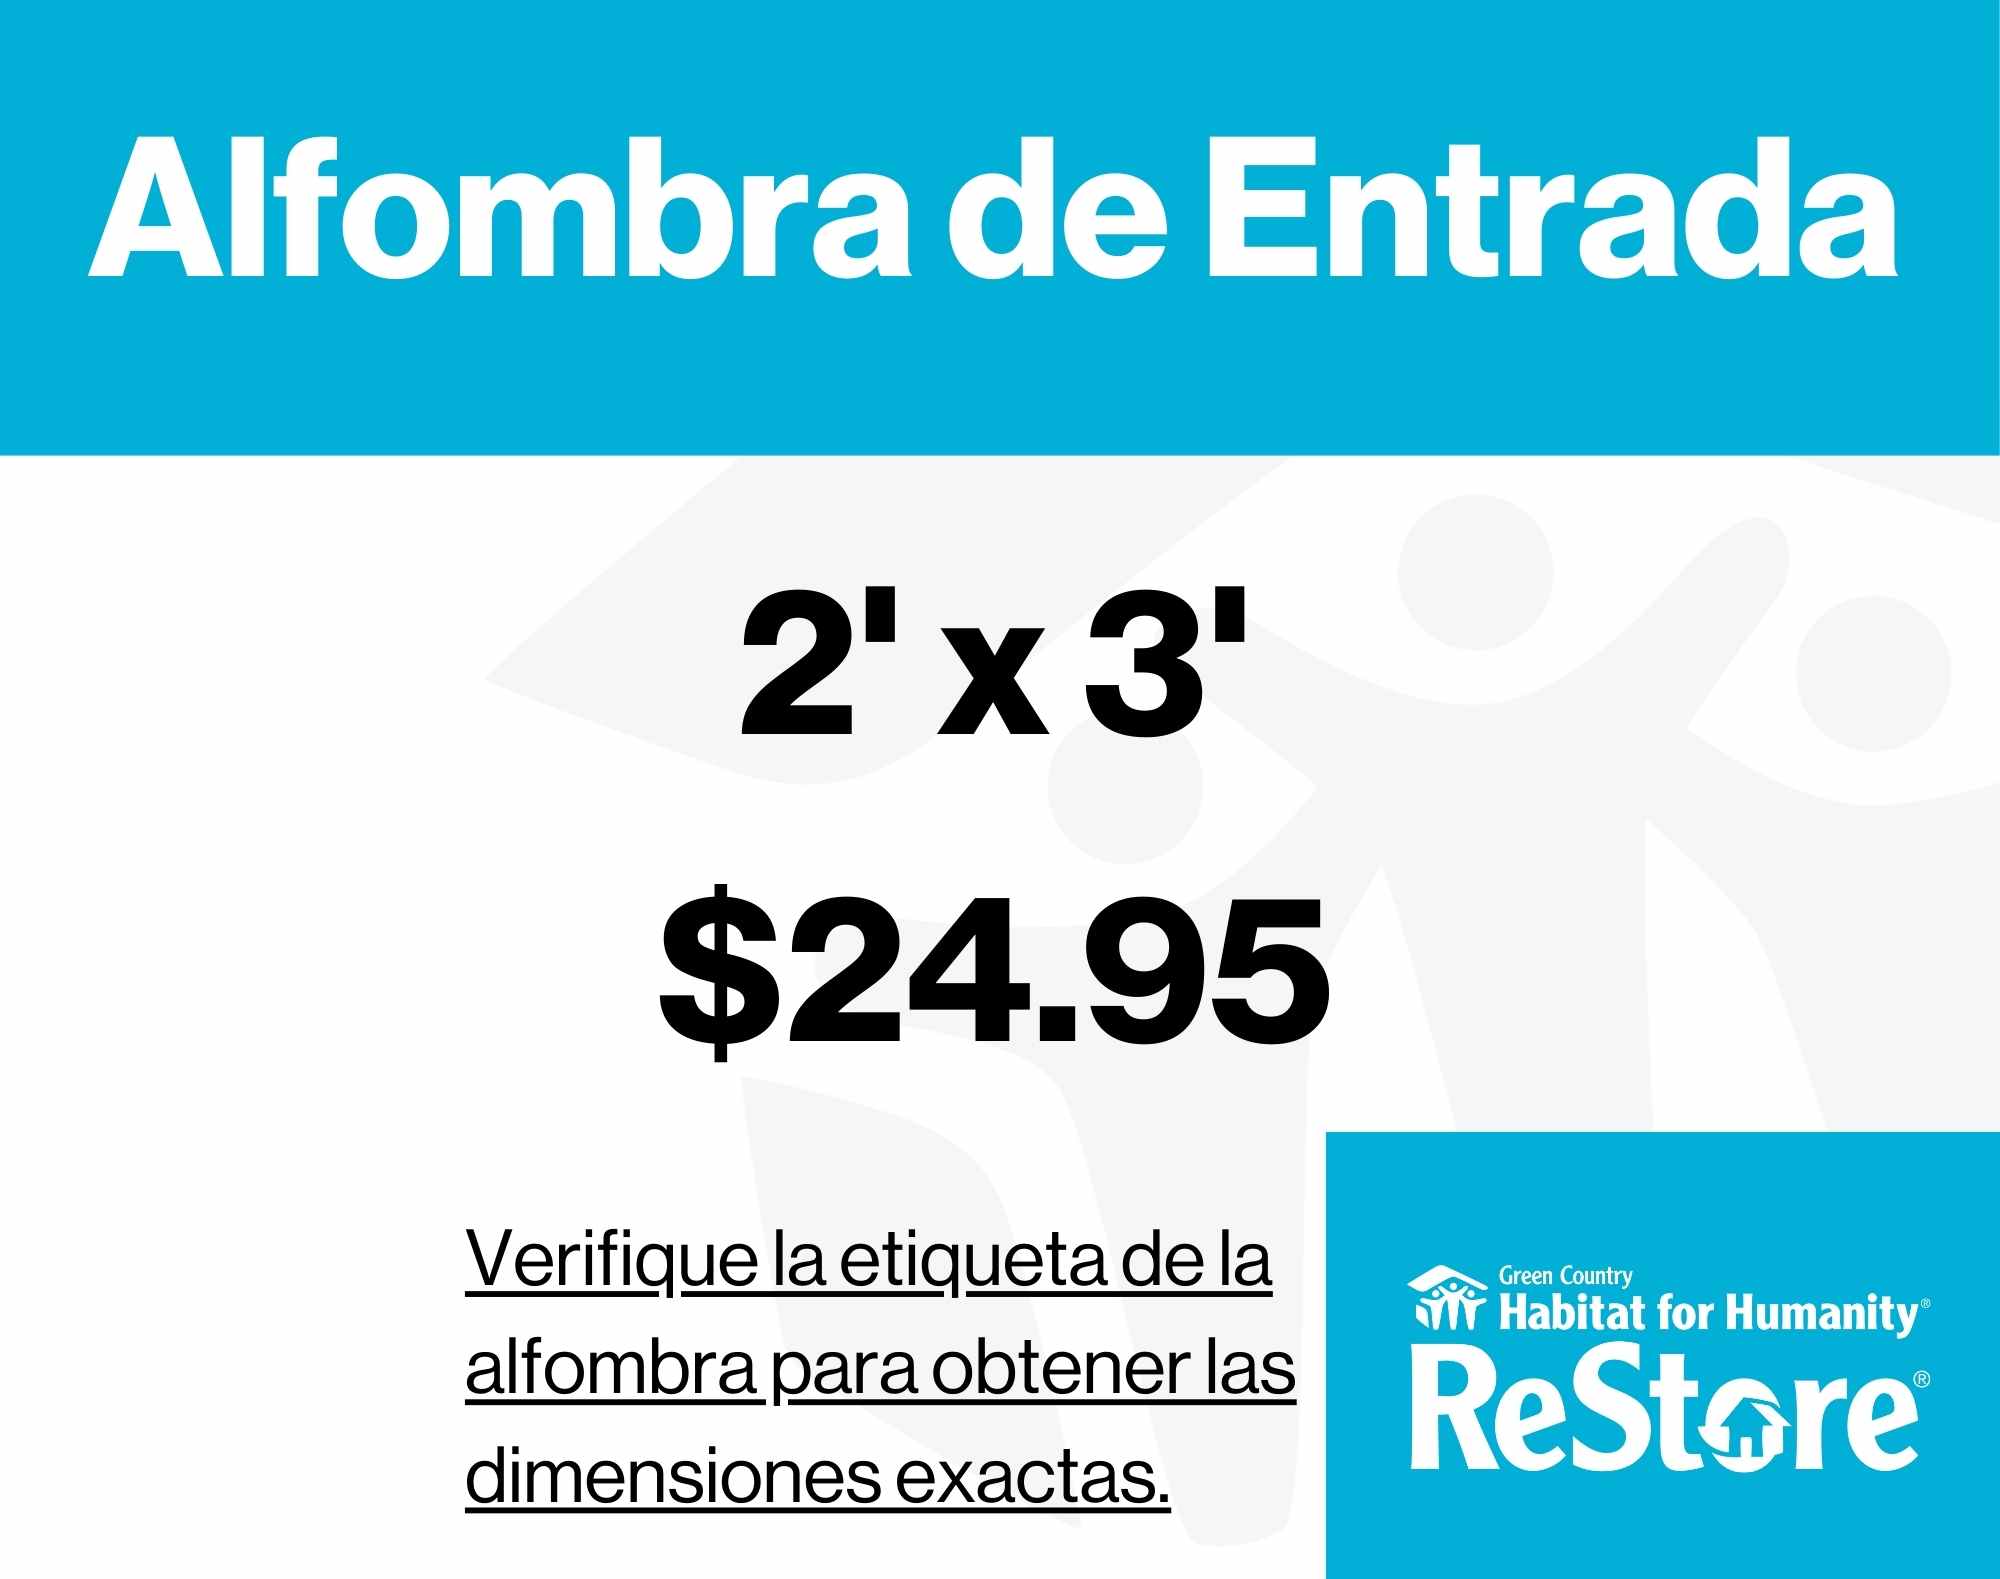 Alfombra de Entrada
2' x 3'
$24.95
Verifique la etiqueta de la
alfombra para obtener las
dimensiones exactas.
Green Country
Habitat for Humanity®
ReStore®